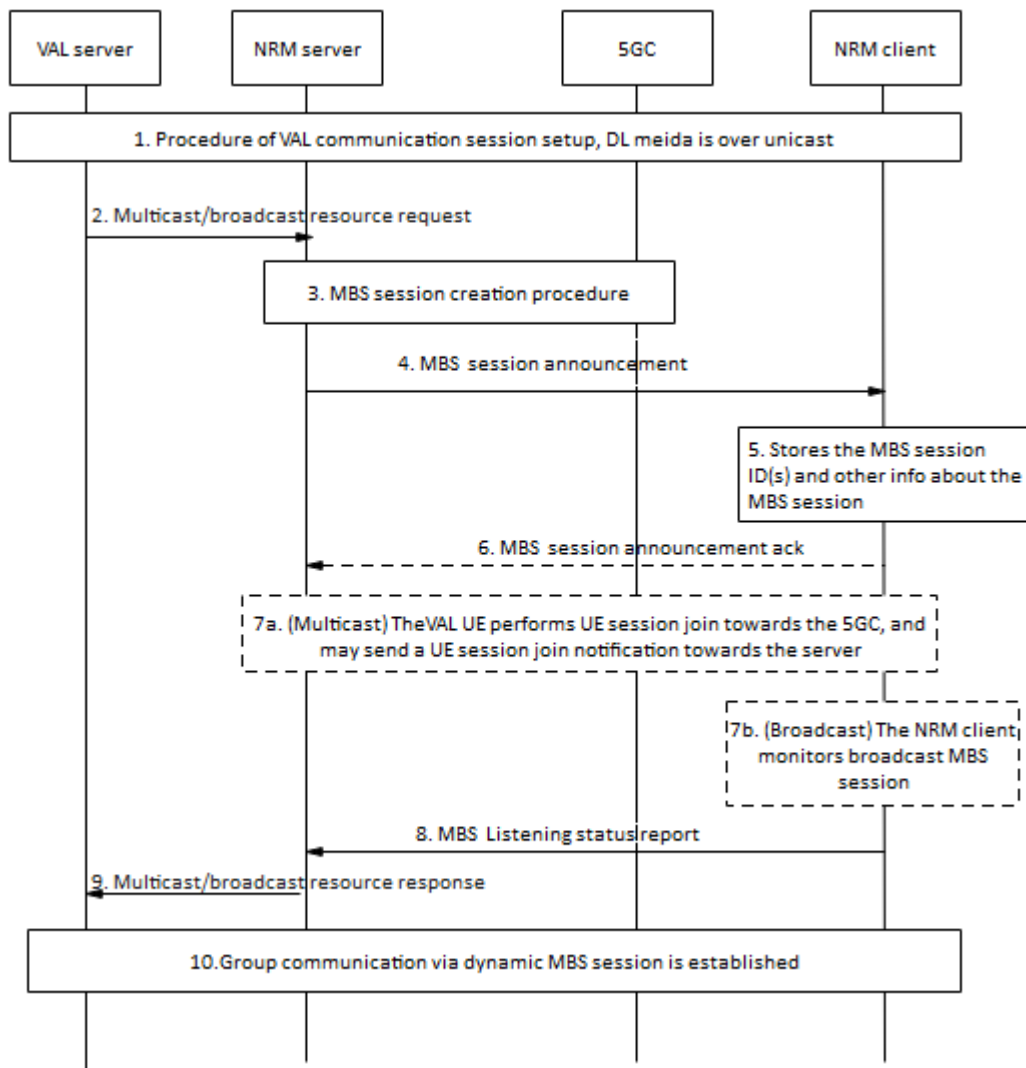 VAL server
NRM server
5GC
NRM client
1. Procedure of VAL communication session setup, DL meida is over unicast
2. Multicast/broadcast resource request
3. MBS session creation procedure
4. MBS session announcement
5. Stores the MBS session
ID(s) and other info about the
MBS session
6. MBS session announcement ack
7a. (Multicast) TheVAL UE performs UE session join towards the 5GC, and
may send a UE session join notification towards the server
7b. (Broadcast) The NRM client
monitors broadcast MBS
session
8. MBS Listening status report
9. Multicast/broadcast resource response
10.Group communication via dynamic MBS session is established